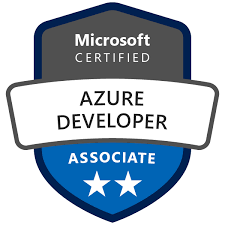 Microsoft
CERTIFIED
AZURE
DEVELOPER
ASSOCIATE